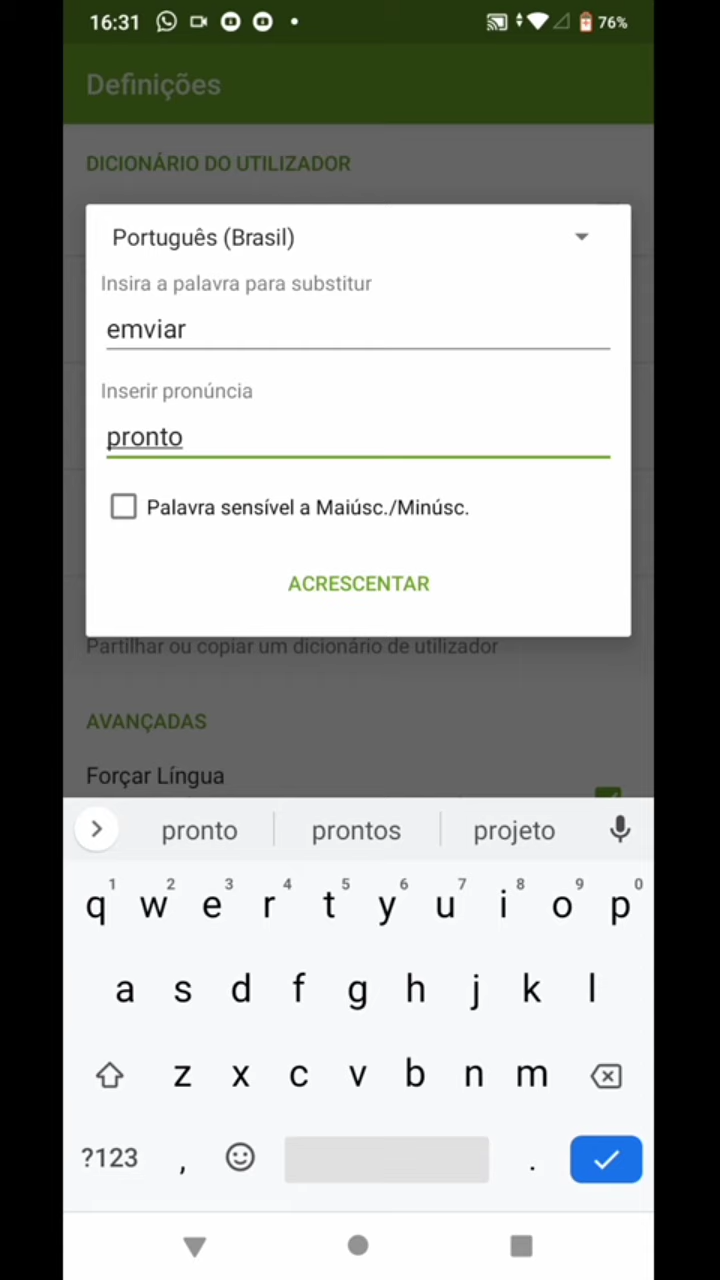 16:31 76%
Definições
DICIONÁRIO DO UTILIZADOR
Português (Brasil)
Insira a palavra para substitur
emviar
Inserir pronúncia
pronto
Palavra sensível a Maiúsc./Minúsc.
ACRESCENTAR
Partilhar ou copiar um dicionário de utilizador
AVANÇADAS
Forçar Língua
pronto prontos projeto
1 2 3 4 5 6 7 8 9 0
q w e r t y u i o p
a s d f g h j k l
z x c v b n m
?123 , .